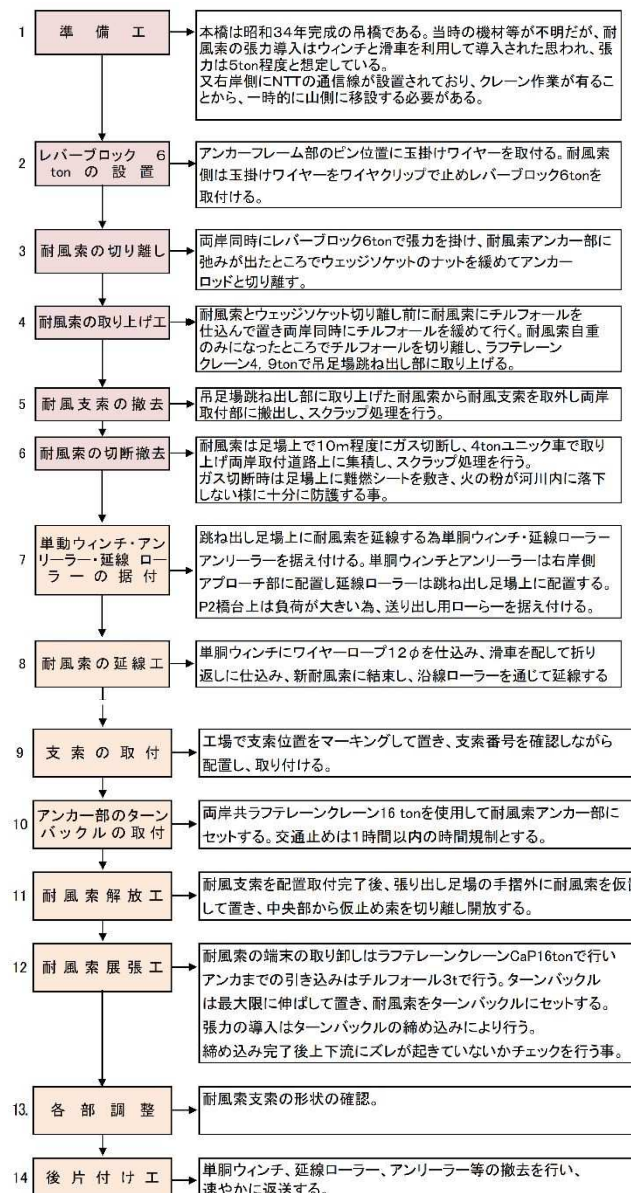 1 準備工
本橋は昭和34年完成の吊橋である。当時の機材等が不明だが、耐
風索の張力導入はウィンチと滑車を利用して導入された思われ、張
力は5ton程度と想定している。
又右岸側にNTTの通信線が設置されており、クレーン作業が有るこ
とから、一時的に山側に移設する必要がある。
2 レバーブロック 6
tonの設置
アンカーフレーム部のピン位置に玉掛けワイヤーを取付る。耐風索
側は玉掛けワイヤーをワイヤクリップで止めレバーブロック6tonを
取付ける。
3 耐風索の切り離し
両岸同時にレバーブロック6tonで張力を掛け、耐風索アンカー部に
弛みが出たところでウェッジソケットのナットを緩めてアンカー
ロッドと切り離す。
4 耐風索の取り上げ工
耐風索とウェッジソケット切り離し前に耐風索にチルフォールを
仕込んで置き両岸同時にチルフォールを緩めて行く。耐風索自重
のみになったところでチルフォールを切り離し、ラフテレーン
クレーン4，9tonで吊足場跳ね出し部に取り上げる。
5 耐風支索の撤去
吊足場跳ね出し部に取り上げた耐風索から耐風支索を取外し両岸
取付部に搬出し、スクラップ処理を行う。
6 耐風索の切断撤去
耐風索は足場上で10m程度にガス切断し、4tonユニック車で取り
上げ両岸取付道路上に集積し、スクラップ処理を行う。
ガス切断時は足場上に難燃シートを敷き、火の粉が河川内に落下
しない様に十分に防護する事。
7 単動ウィンチ・アン
リーラー・延線 ロー
ラーの据付
跳ね出し足場上に耐風索を延線する為単胴ウィンチ・延線ローラー
アンリーラーを据え付ける。単胴ウィンチとアンリーラーは右岸側
アプローチ部に配置し延線ローラーは跳ね出し足場上に配置する。
P2橋台上は負荷が大きい為、送り出し用ローらーを据え付ける。
8 耐風索の延線工
単胴ウィンチにワイヤーロープ12φを仕込み、滑車を配して折り
返しに仕込み、新耐風索に結束し、沿線ローラーを通じて延線する
9 支索の取付
工場で支索位置をマーキングして置き、支索番号を確認しながら
配置し、取り付ける。
10 アンカー部のターン
バックルの取付
両岸共ラフテレーンクレーン16 tonを使用して耐風索アンカー部に
セットする。交通止めは1時間以内の時間規制とする。
11 耐風索解放工
耐風支索を配置取付完了後、張り出し足場の手摺外に耐風索を仮
して置き、中央部から仮止め索を切り離し開放する。
12 耐風索展張工
耐風索の端末の取り卸しはラフテレーンクレーンCaP16tonで行い
アンカまでの引き込みはチルフォール3tで行う。ターンバックル
は最大限に伸ばして置き、耐風索をターンバックルにセットする。
張力の導入はターンバックルの締め込みにより行う。
締め込み完了後上下流にズレが起きていないかチェックを行う事。
13. 各部調整
耐風索支索の形状の確認。
14 後片付け工
単胴ウィンチ、延線ローラー、アンリーラー等の撤去を行い、
速やかに返送する。